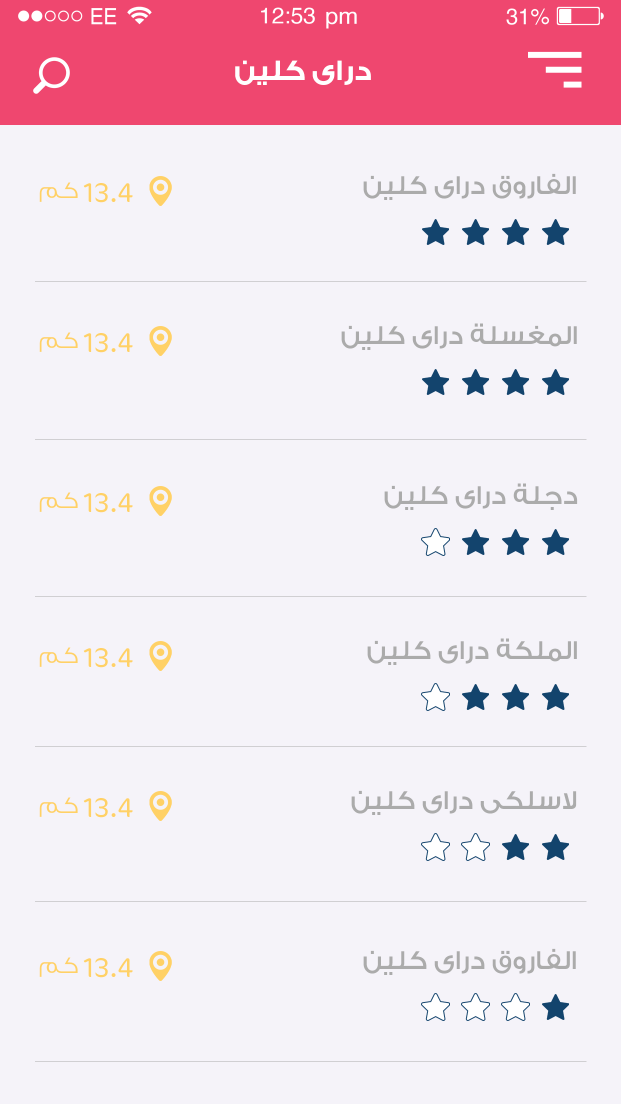 EE 12:53 pm 31%
دراى كلين
الفاروق دراى كلين
13.4 كم
المغسلة دراى كلين
13.4 كم
دجلة دراى كلين
13.4 كم
الملكة دراى كلين
13.4 كم
لاسلكى دراى كلين
13.4 كم
الفاروق دراى كلين
13.4 كم